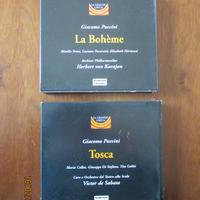 Giacomo Puccini
La Bohème
Mirella Freni, Luciano Pavarotti, Elizabeth Harwood
Berliner Philharmoniker
Herbert von Karajan
Giacomo Puccini
Tosca
Maria Callas, Giuseppe Di Stefano, Tito Gobbi
Coro e Orchestra del Teatro alla Scala
Victor de Sabata